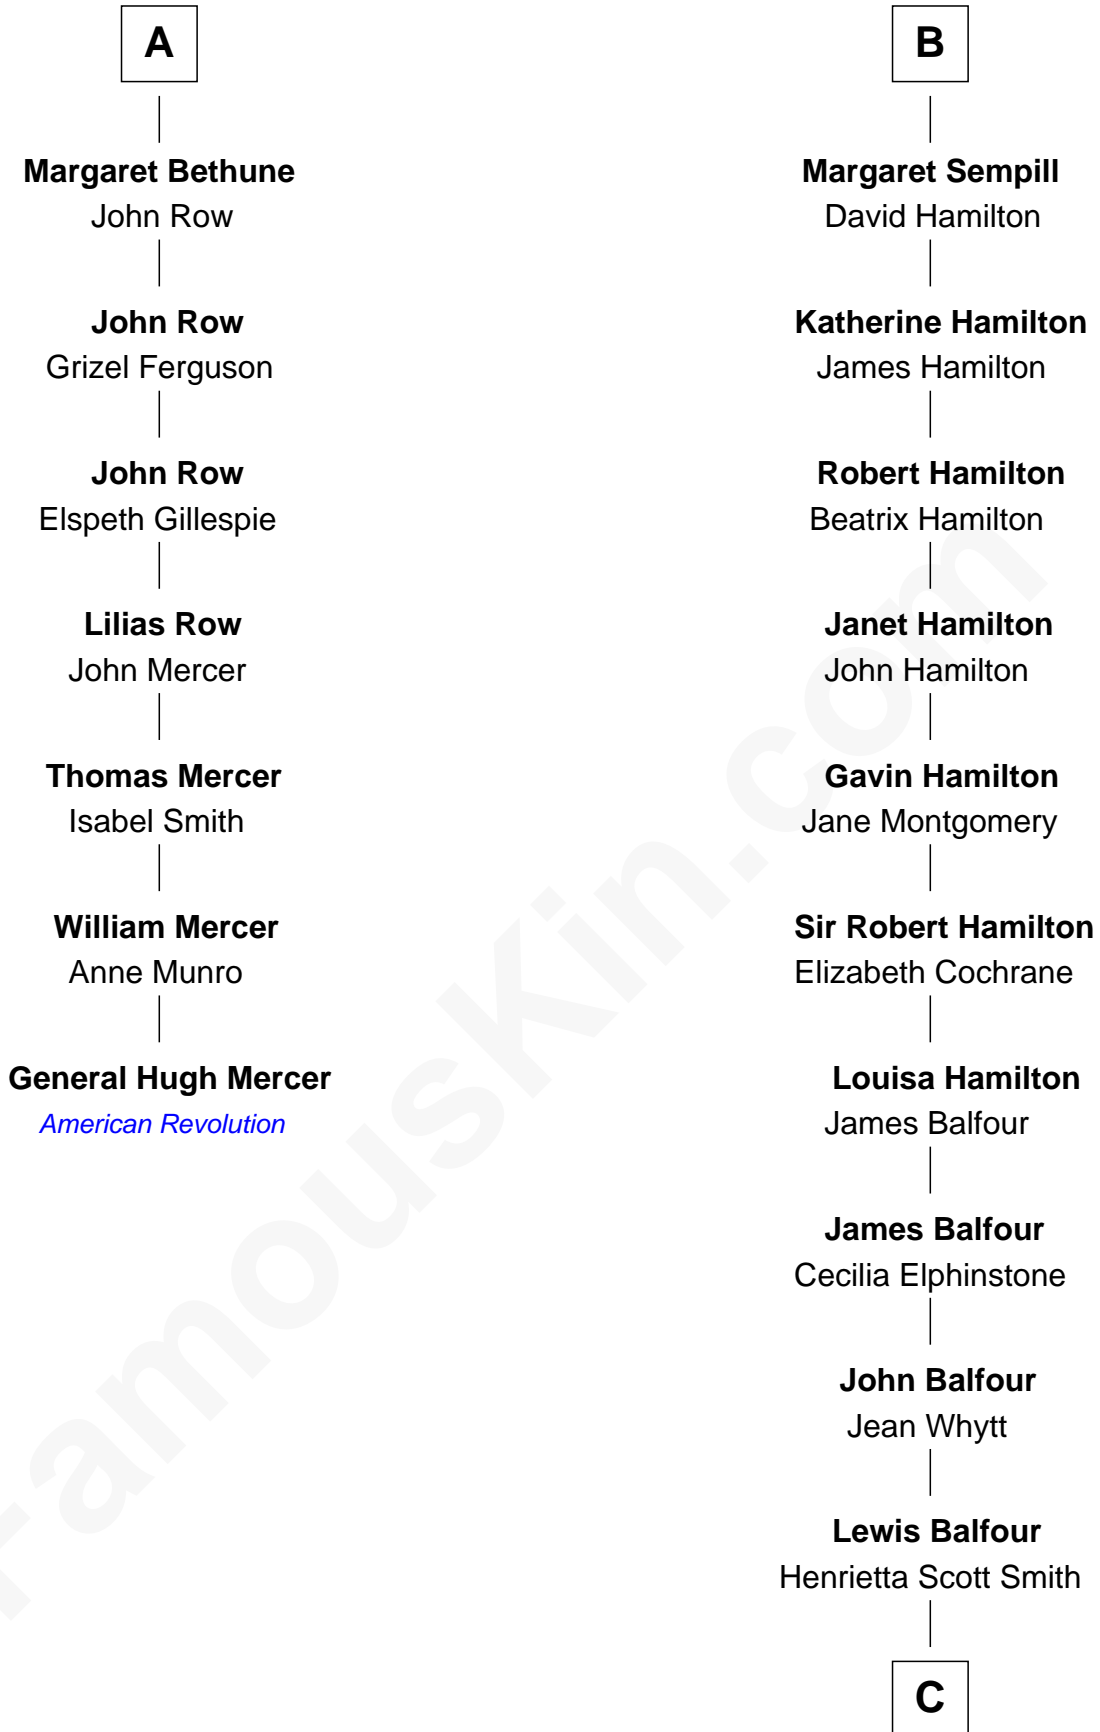 A
Margaret Bethune
John Row
John Row
Grizel Ferguson
John Row
Elspeth Gillespie
Lilias Row
John Mercer
Thomas Mercer
Isabel Smith
William Mercer
Anne Munro
General Hugh Mercer
American Revolution
B
Margaret Sempill
David Hamilton
Katherine Hamilton
James Hamilton
Robert Hamilton
Beatrix Hamilton
Janet Hamilton
John Hamilton
Gavin Hamilton
Jane Montgomery
Sir Robert Hamilton
Elizabeth Cochrane
Louisa Hamilton
James Balfour
James Balfour
Cecilia Elphinstone
John Balfour
Jean Whytt
Lewis Balfour
Henrietta Scott Smith
C
FamousKin.com